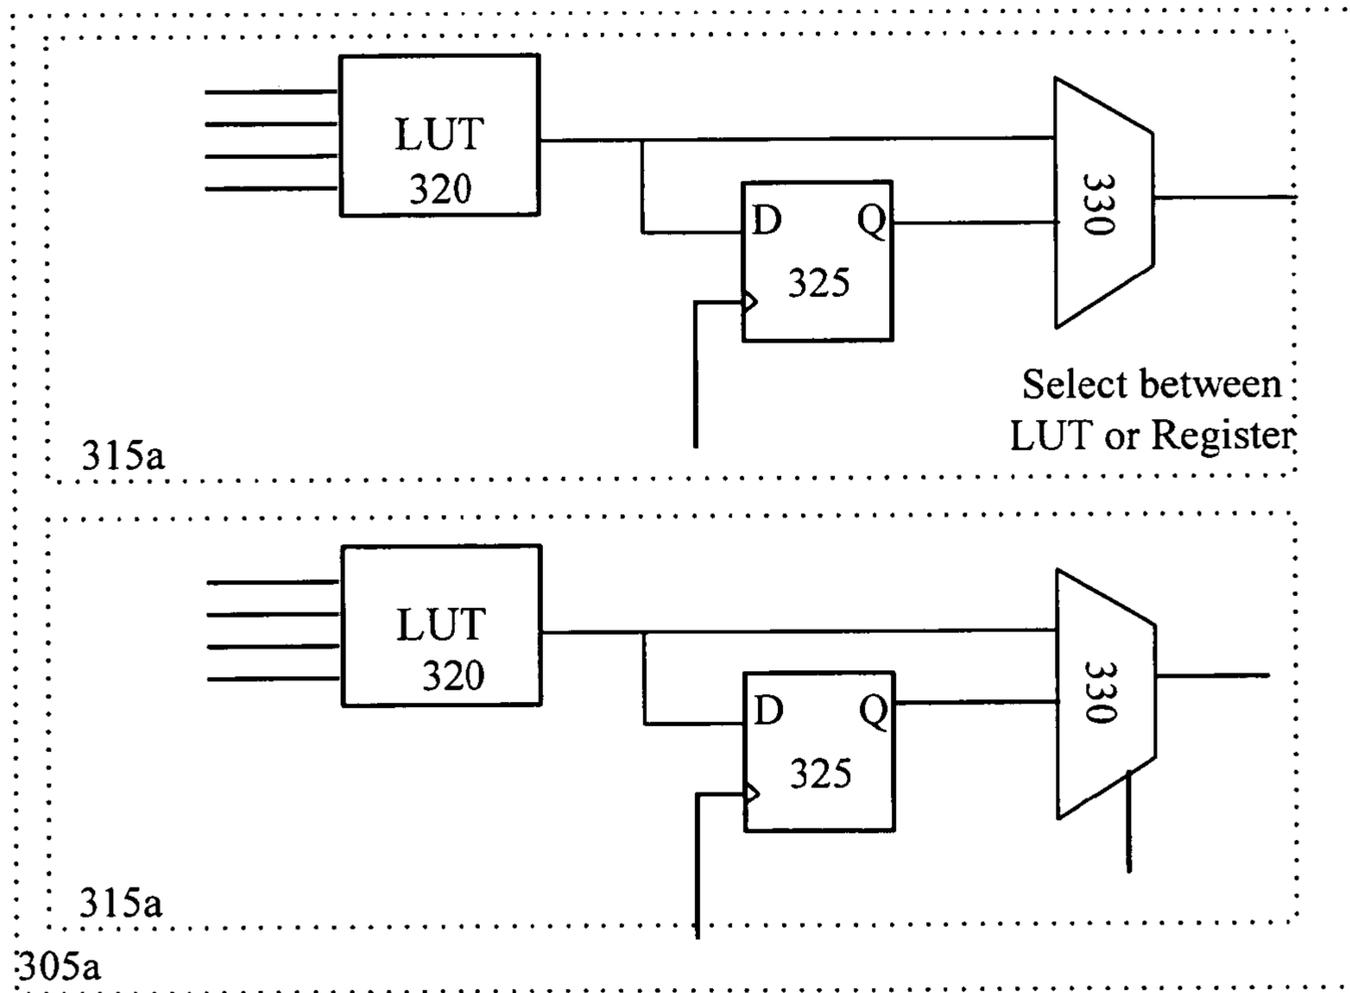 LUT
320
D Q
325
330
Select between
LUT or Register
315a
LUT
320
D Q
325
330
315a
305a